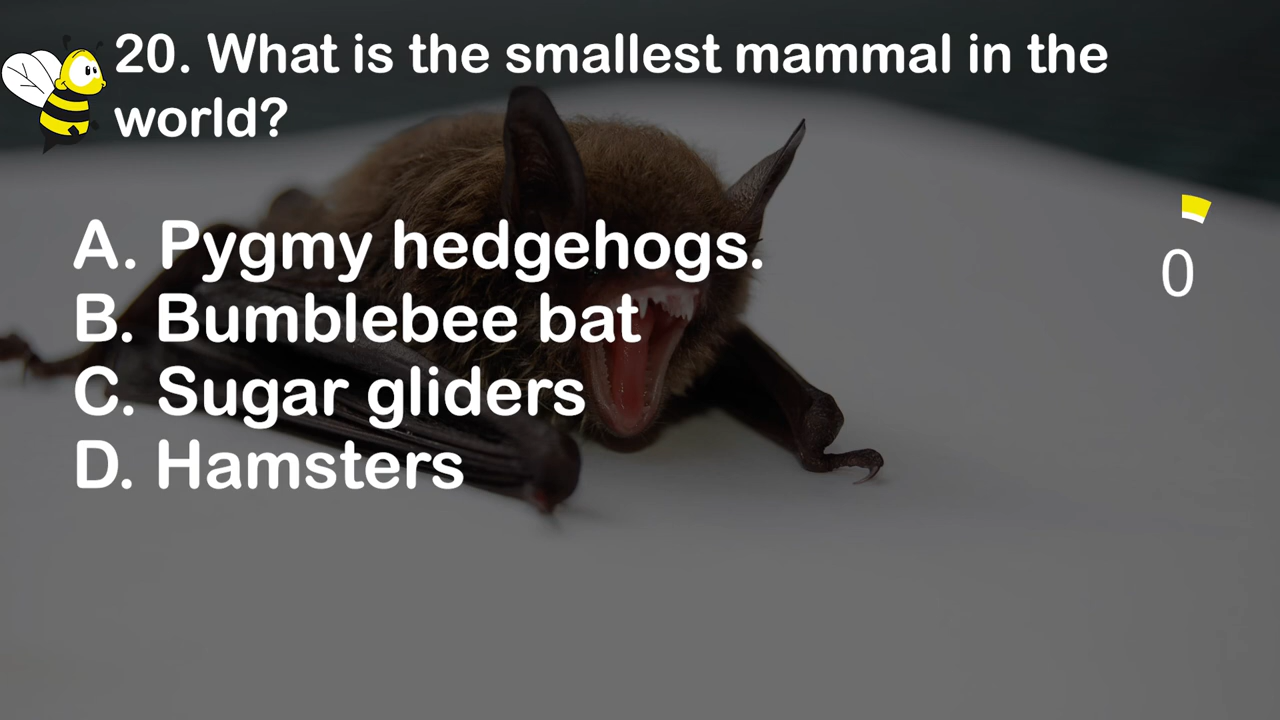 20. What is the smallest mammal in the
world?
A. Pygmy hedgehogs.
B. Bumblebee bat
C. Sugar gliders
D. Hamsters
0